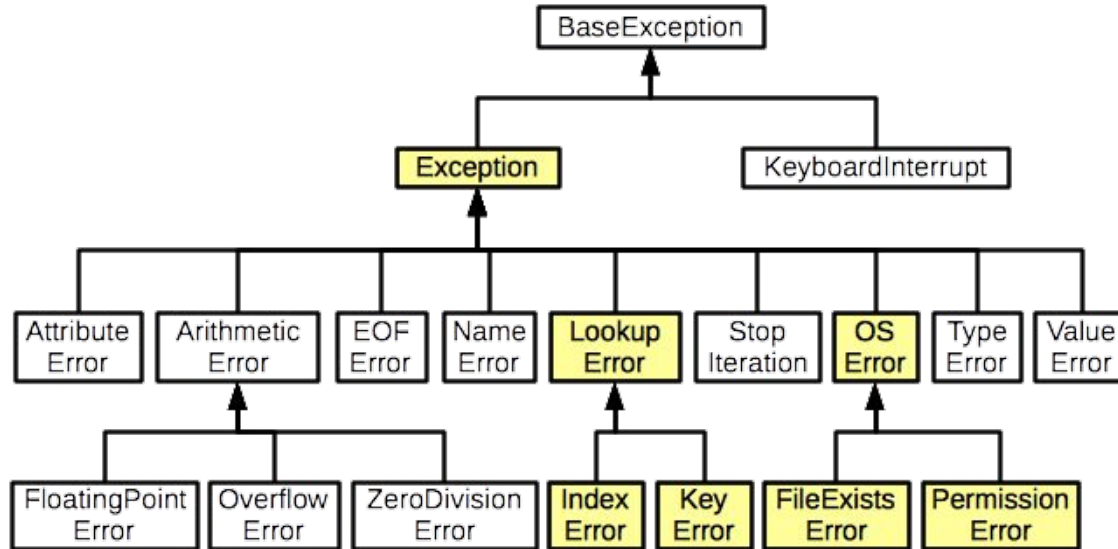 BaseException
Exception
KeyboardInterrupt
Attribute
Error
Arithmetic
Error
EOF
Error
Name
Error
Lookup
Error
Stop
Iteration
OS
Error
Type
Error
Value
Error
FloatingPoint
Error
Overflow
Error
ZeroDivision
Error
Index
Error
Key
Error
FileExists
Error
Permission
Error